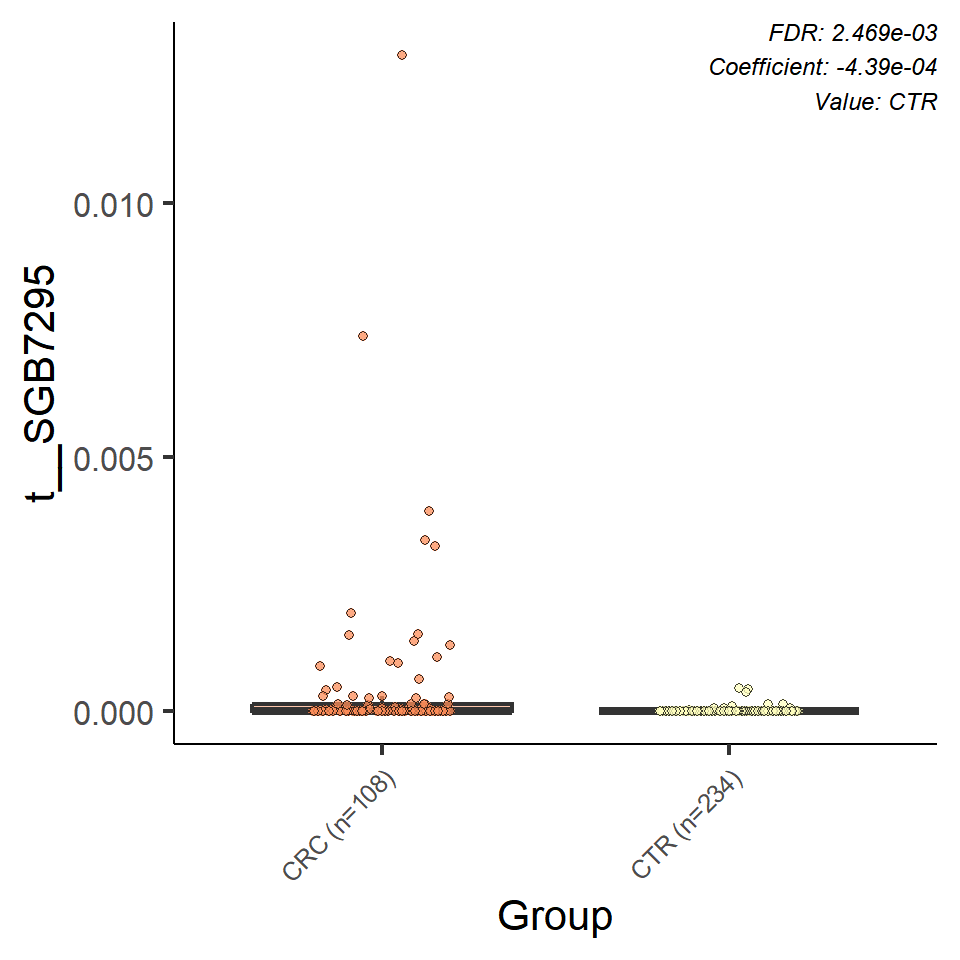 FDR: 2.469e-03
Coefficient: -4.39e-04
Value: CTR
0.010
0.005
0.000
t__SGB7295
CRC (n=108)
CTR (n=234)
Group